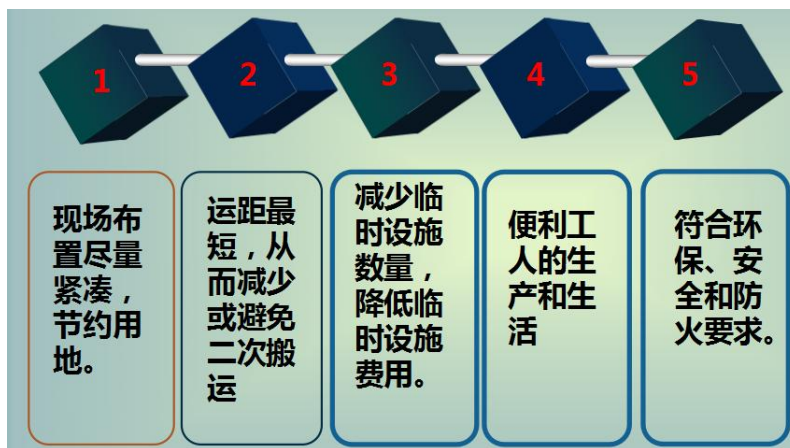 1
2
3
4
5
现场布
置尽量
紧凑，
节约用
地。
运距最
短，从
而减少
或避免
二次搬
运
减少临
时设施
数量，
降低临
时设施
费用。
便利工
人的生
产和生
活
符合环
保、安
全和防
火要求。